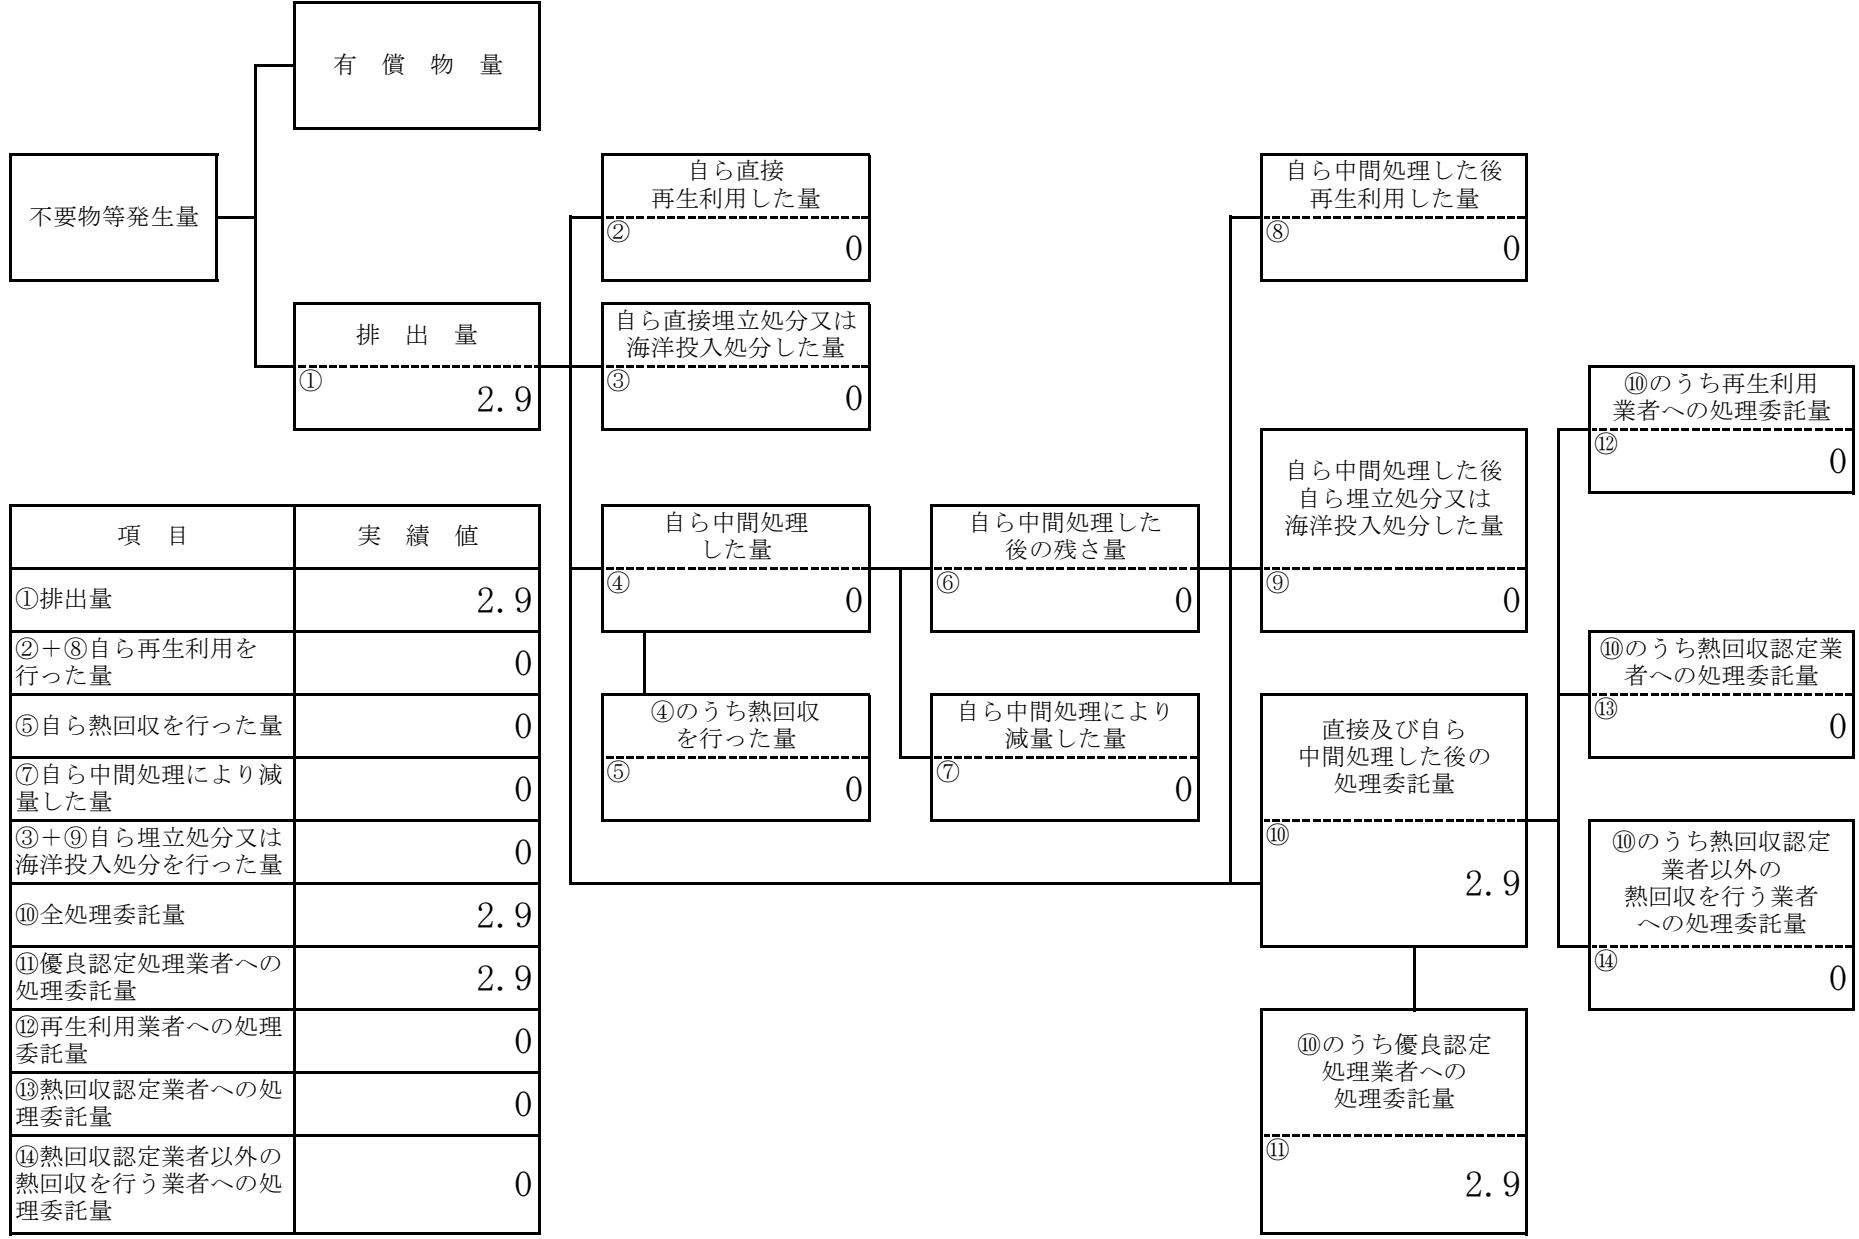 有 償 物 量
不要物等発生量
排 出 量
①
2.9
自ら直接
再生利用した量
②
0
自ら直接埋立処分又は
海洋投入処分した量
③
0
自ら中間処理
した量
④
0
④のうち熱回収
を行った量
⑤
0
自ら中間処理した
後の残さ量
⑥
0
自ら中間処理により
減量した量
⑦
0
自ら中間処理した後
再生利用した量
⑧
0
自ら中間処理した後
自ら埋立処分又は
海洋投入処分した量
⑨
0
直接及び自ら
中間処理した後の
処理委託量
⑩
2.9
⑩のうち優良認定
処理業者への
処理委託量
⑪
2.9
⑩のうち再生利用
業者への処理委託量
⑫
0
⑩のうち熱回収認定業
者への処理委託量
⑬
0
⑩のうち熱回収認定
業者以外の
熱回収を行う業者
への処理委託量
⑭
0
項 目 実 績 値
①排出量 2.9
②＋⑧自ら再生利用を
行った量 0
⑤自ら熱回収を行った量 0
⑦自ら中間処理により減
量した量 0
③＋⑨自ら埋立処分又は
海洋投入処分を行った量 0
⑩全処理委託量 2.9
⑪優良認定処理業者への
処理委託量 2.9
⑫再生利用業者への処理
委託量 0
⑬熱回収認定業者への処
理委託量 0
⑭熱回収認定業者以外の
熱回収を行う業者への処
理委託量 0